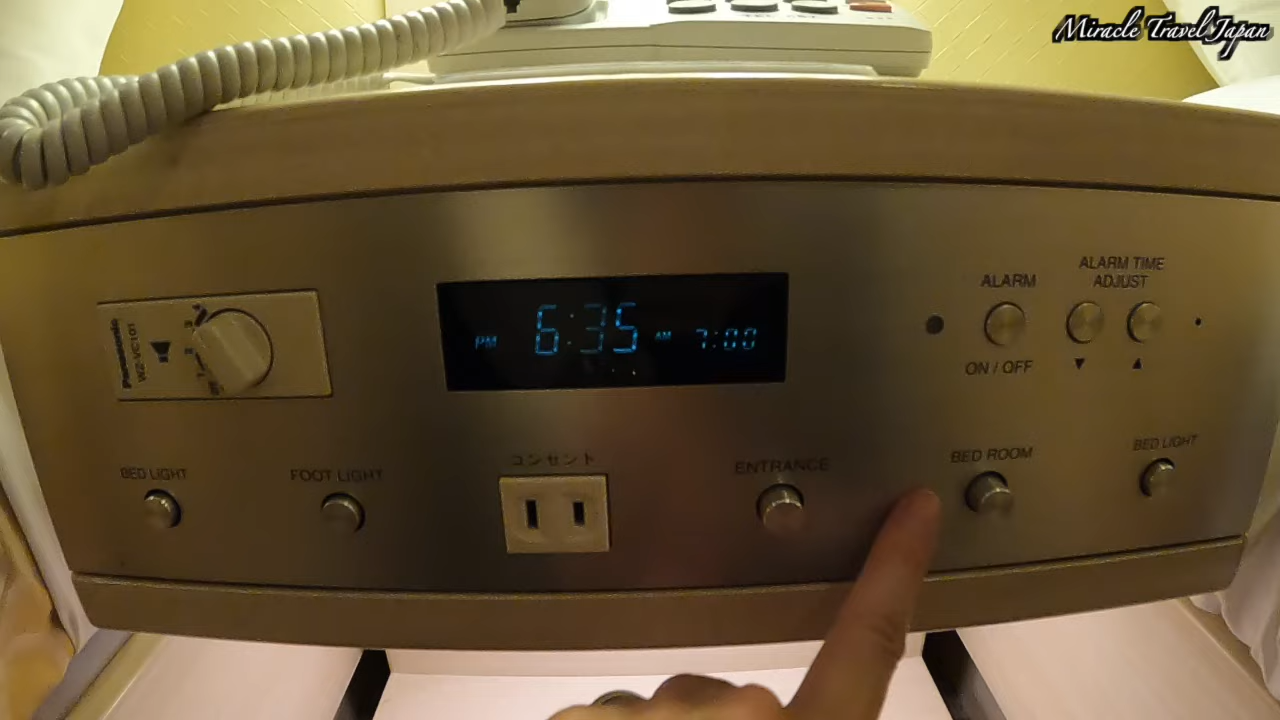 Miracle Travel Japan
ALARM TIME
ADJUST
ALARM
ON / OFF
▼ ▲
PM 6:35 AM 7:00
Panasonic
WZ-VC101
BED LIGHT
FOOT LIGHT
コンセント
ENTRANCE
BED ROOM
BED LIGHT